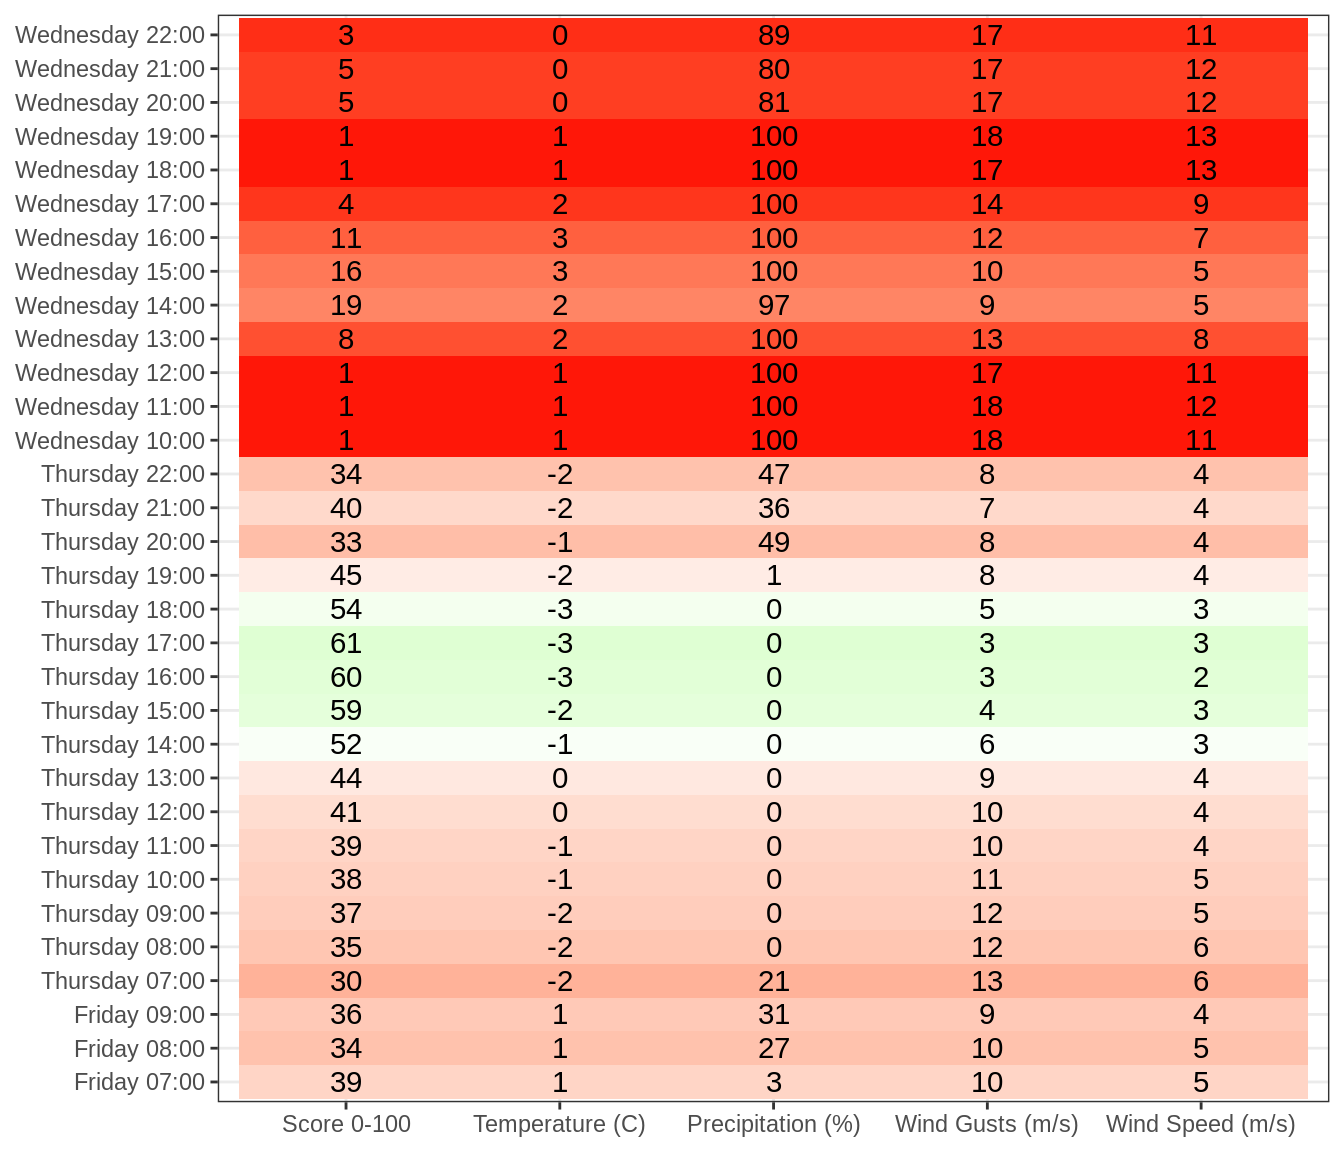 Wednesday 22:00 3 0 89 17 11
Wednesday 21:00 5 0 80 17 12
Wednesday 20:00 5 0 81 17 12
Wednesday 19:00 1 1 100 18 13
Wednesday 18:00 1 1 100 17 13
Wednesday 17:00 4 2 100 14 9
Wednesday 16:00 11 3 100 12 7
Wednesday 15:00 16 3 100 10 5
Wednesday 14:00 19 2 97 9 5
Wednesday 13:00 8 2 100 13 8
Wednesday 12:00 1 1 100 17 11
Wednesday 11:00 1 1 100 18 12
Wednesday 10:00 1 1 100 18 11
Thursday 22:00 34 -2 47 8 4
Thursday 21:00 40 -2 36 7 4
Thursday 20:00 33 -1 49 8 4
Thursday 19:00 45 -2 1 8 4
Thursday 18:00 54 -3 0 5 3
Thursday 17:00 61 -3 0 3 3
Thursday 16:00 60 -3 0 3 2
Thursday 15:00 59 -2 0 4 3
Thursday 14:00 52 -1 0 6 3
Thursday 13:00 44 0 0 9 4
Thursday 12:00 41 0 0 10 4
Thursday 11:00 39 -1 0 10 4
Thursday 10:00 38 -1 0 11 5
Thursday 09:00 37 -2 0 12 5
Thursday 08:00 35 -2 0 12 6
Thursday 07:00 30 -2 21 13 6
Friday 09:00 36 1 31 9 4
Friday 08:00 34 1 27 10 5
Friday 07:00 39 1 3 10 5
Score 0-100 Temperature (C) Precipitation (%) Wind Gusts (m/s) Wind Speed (m/s)